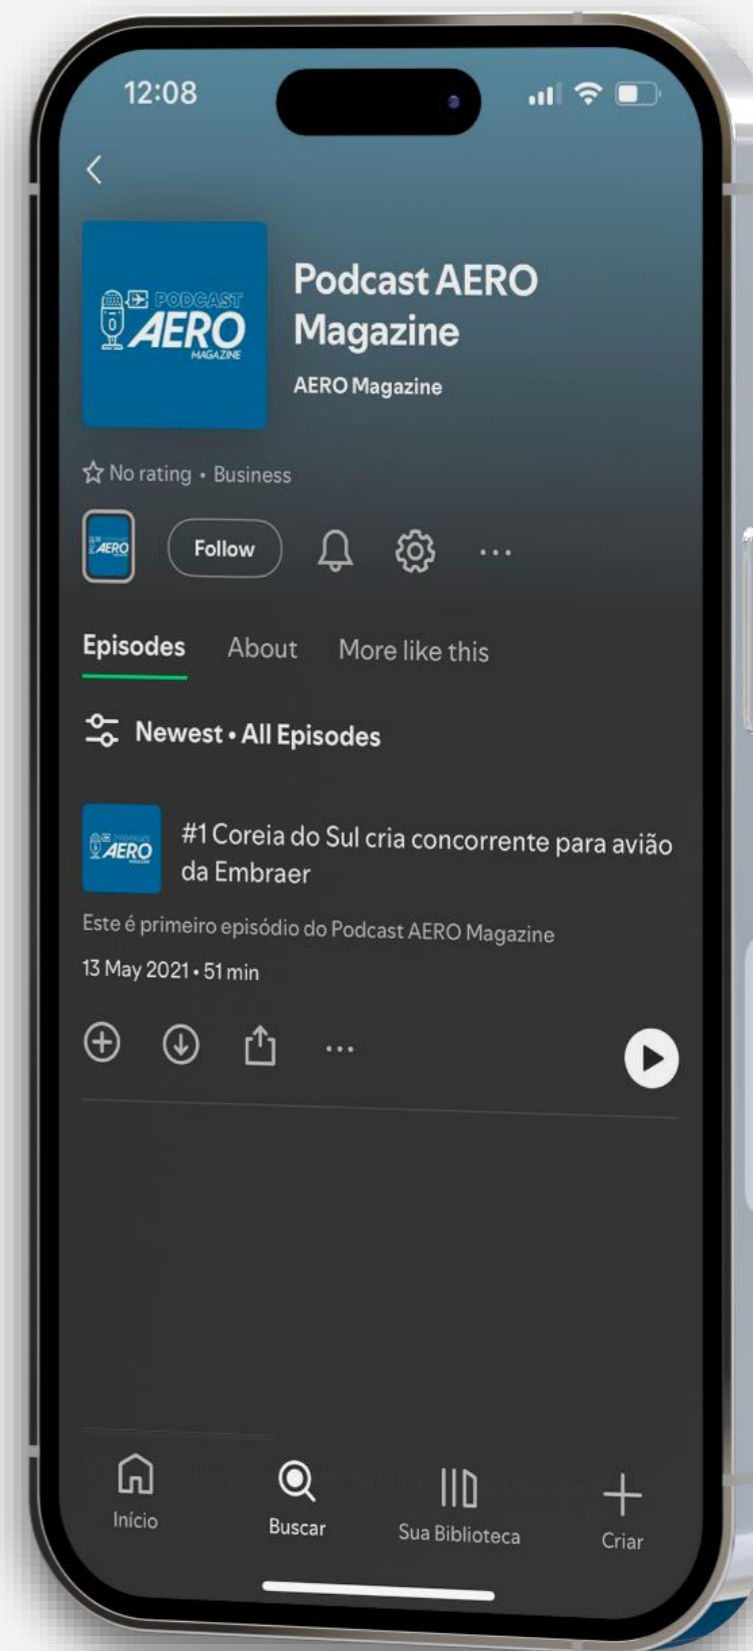 12:08
PODCAST
AERO
MAGAZINE
Podcast AERO
Magazine
AERO Magazine
No rating • Business
AERO
Follow
Episodes About More like this
Newest • All Episodes
AERO
#1 Coreia do Sul cria concorrente para avião
da Embraer
Este é primeiro episódio do Podcast AERO Magazine
13 May 2021 • 51 min
Início Buscar Sua Biblioteca Criar